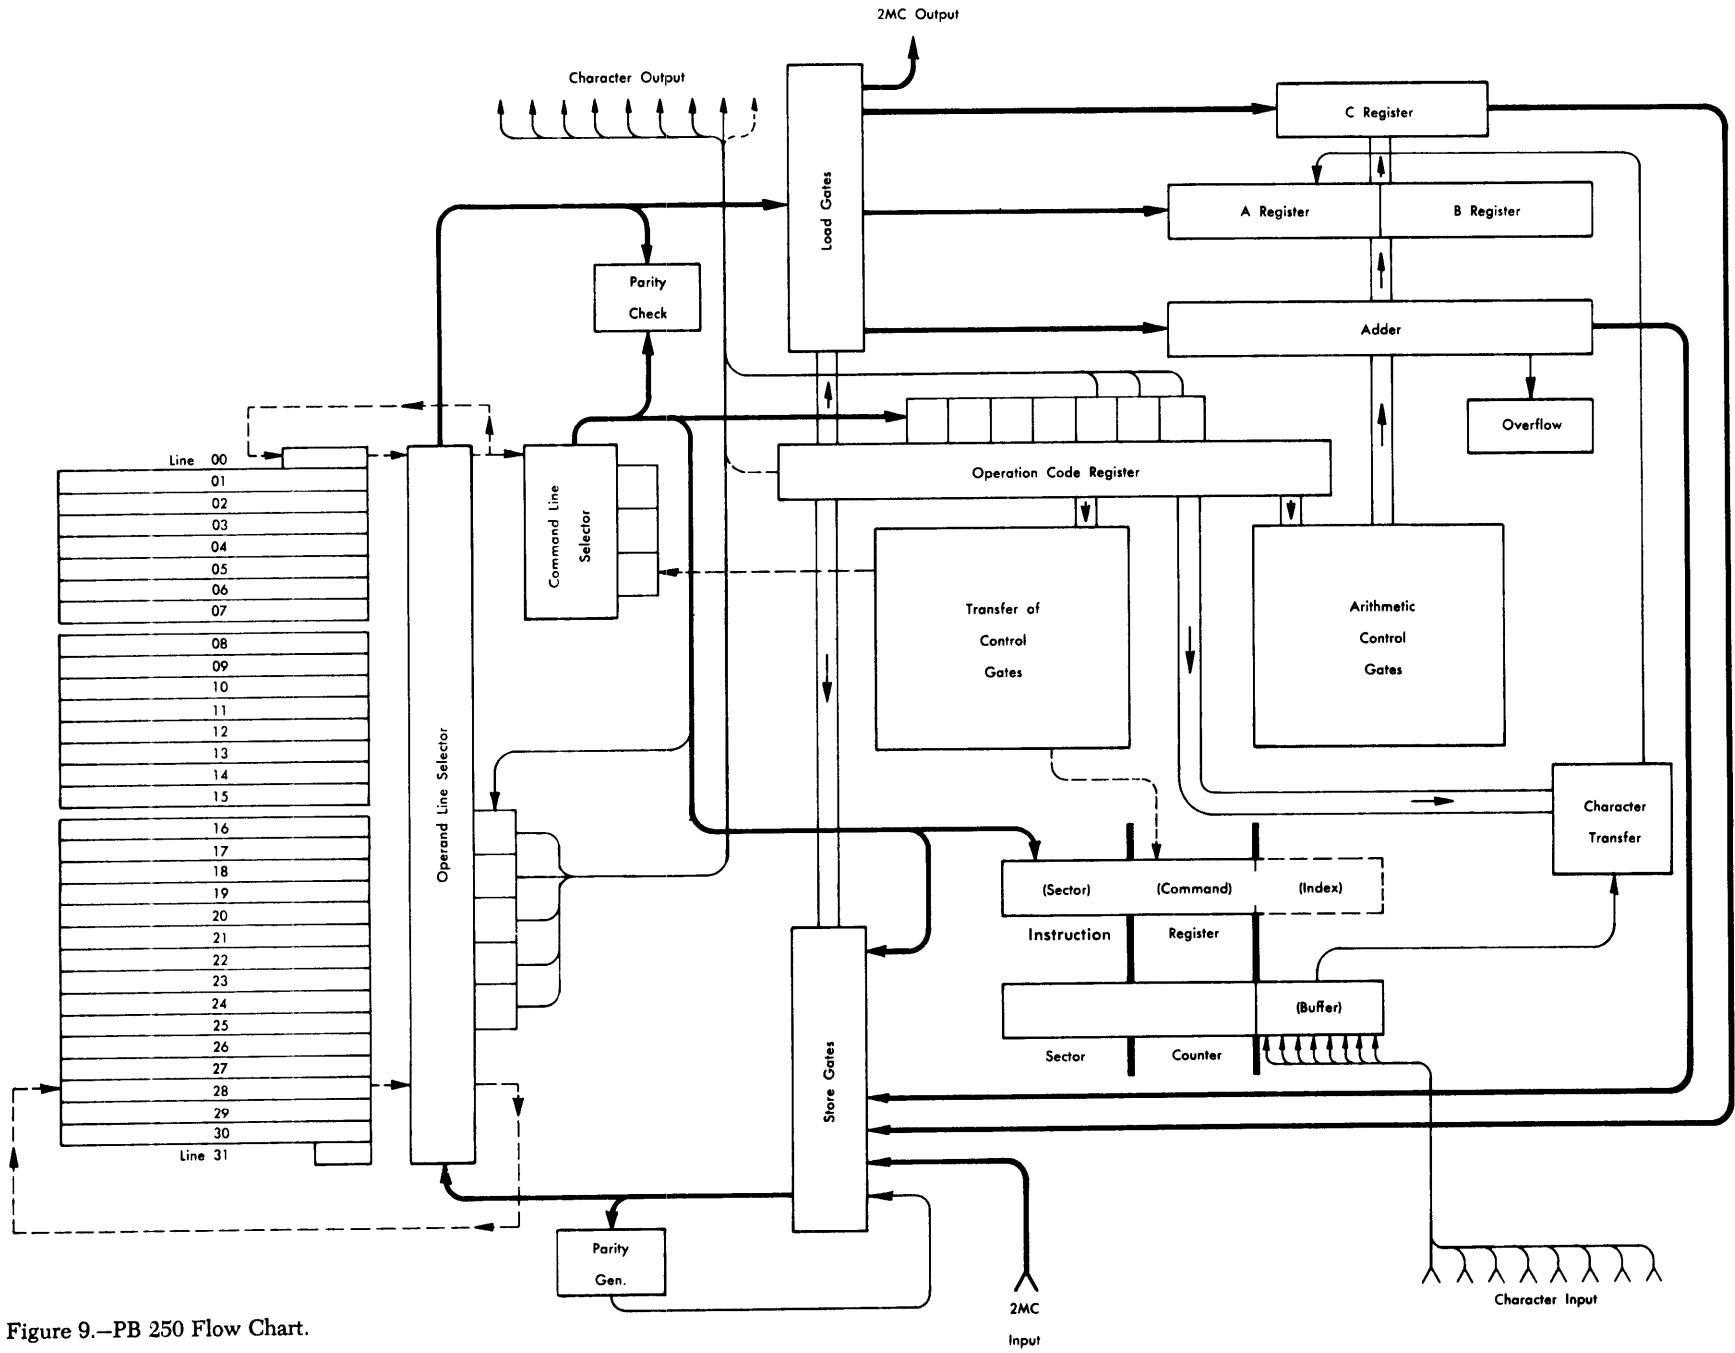 2MC Output
Character Output
Load Gates
C Register
A Register
B Register
Parity
Check
Adder
Overflow
Operation Code Register
Command Line
Selector
Line 00
01
02
03
04
05
06
07
08
09
10
11
12
13
14
15
16
17
18
19
20
21
22
23
24
25
26
27
28
29
30
Line 31
Operand Line Selector
Transfer of
Control
Gates
Arithmetic
Control
Gates
Character
Transfer
(Sector)
(Command)
(Index)
Instruction
Register
(Buffer)
Sector
Counter
Store Gates
Parity
Gen.
2MC
Input
Character Input
Figure 9.—PB 250 Flow Chart.